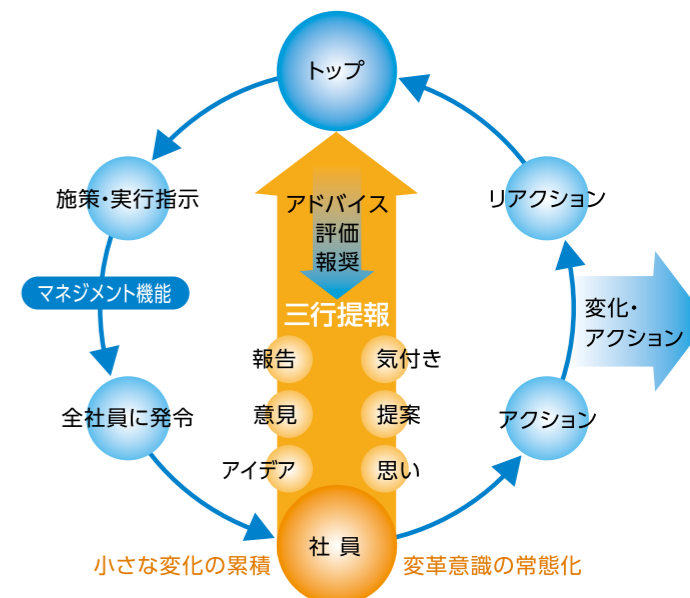 トップ
施策・実行指示
リアクション
アドバイス
評価
報奨
マネジメント機能
三行提報
変化・
アクション
報告
気付き
全社員に発令
意見
提案
アクション
アイデア
思い
社 員
小さな変化の累積
変革意識の常態化